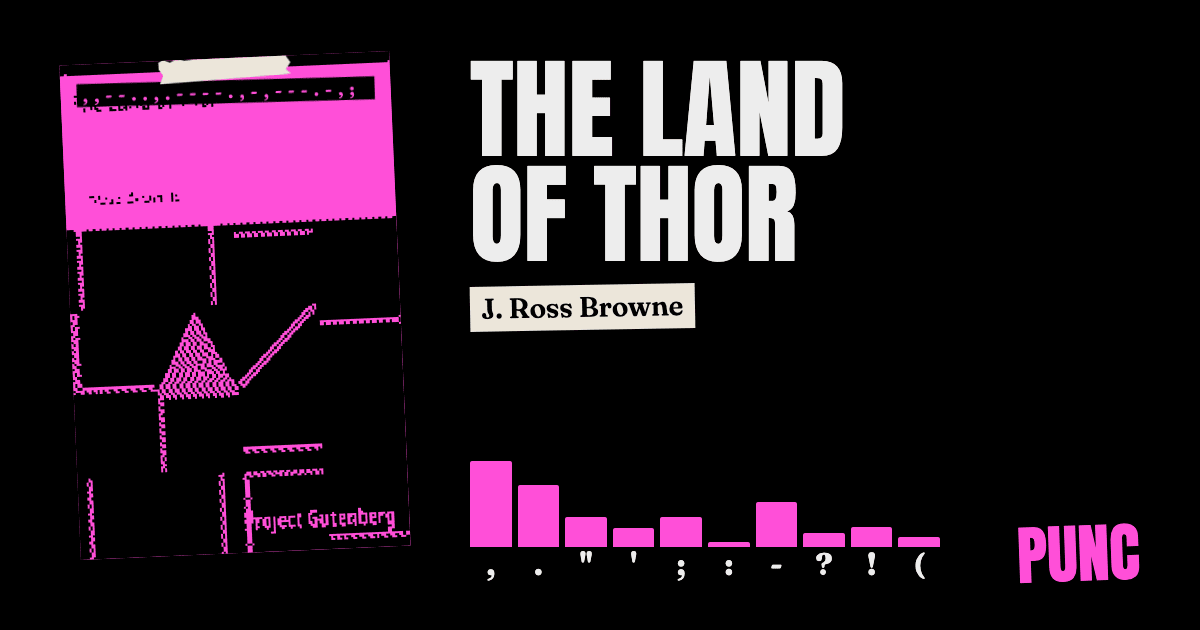 THE LAND
OF THOR
J. Ross Browne
Project Gutenberg
, . " ' ; : - ? ! (
PUNC